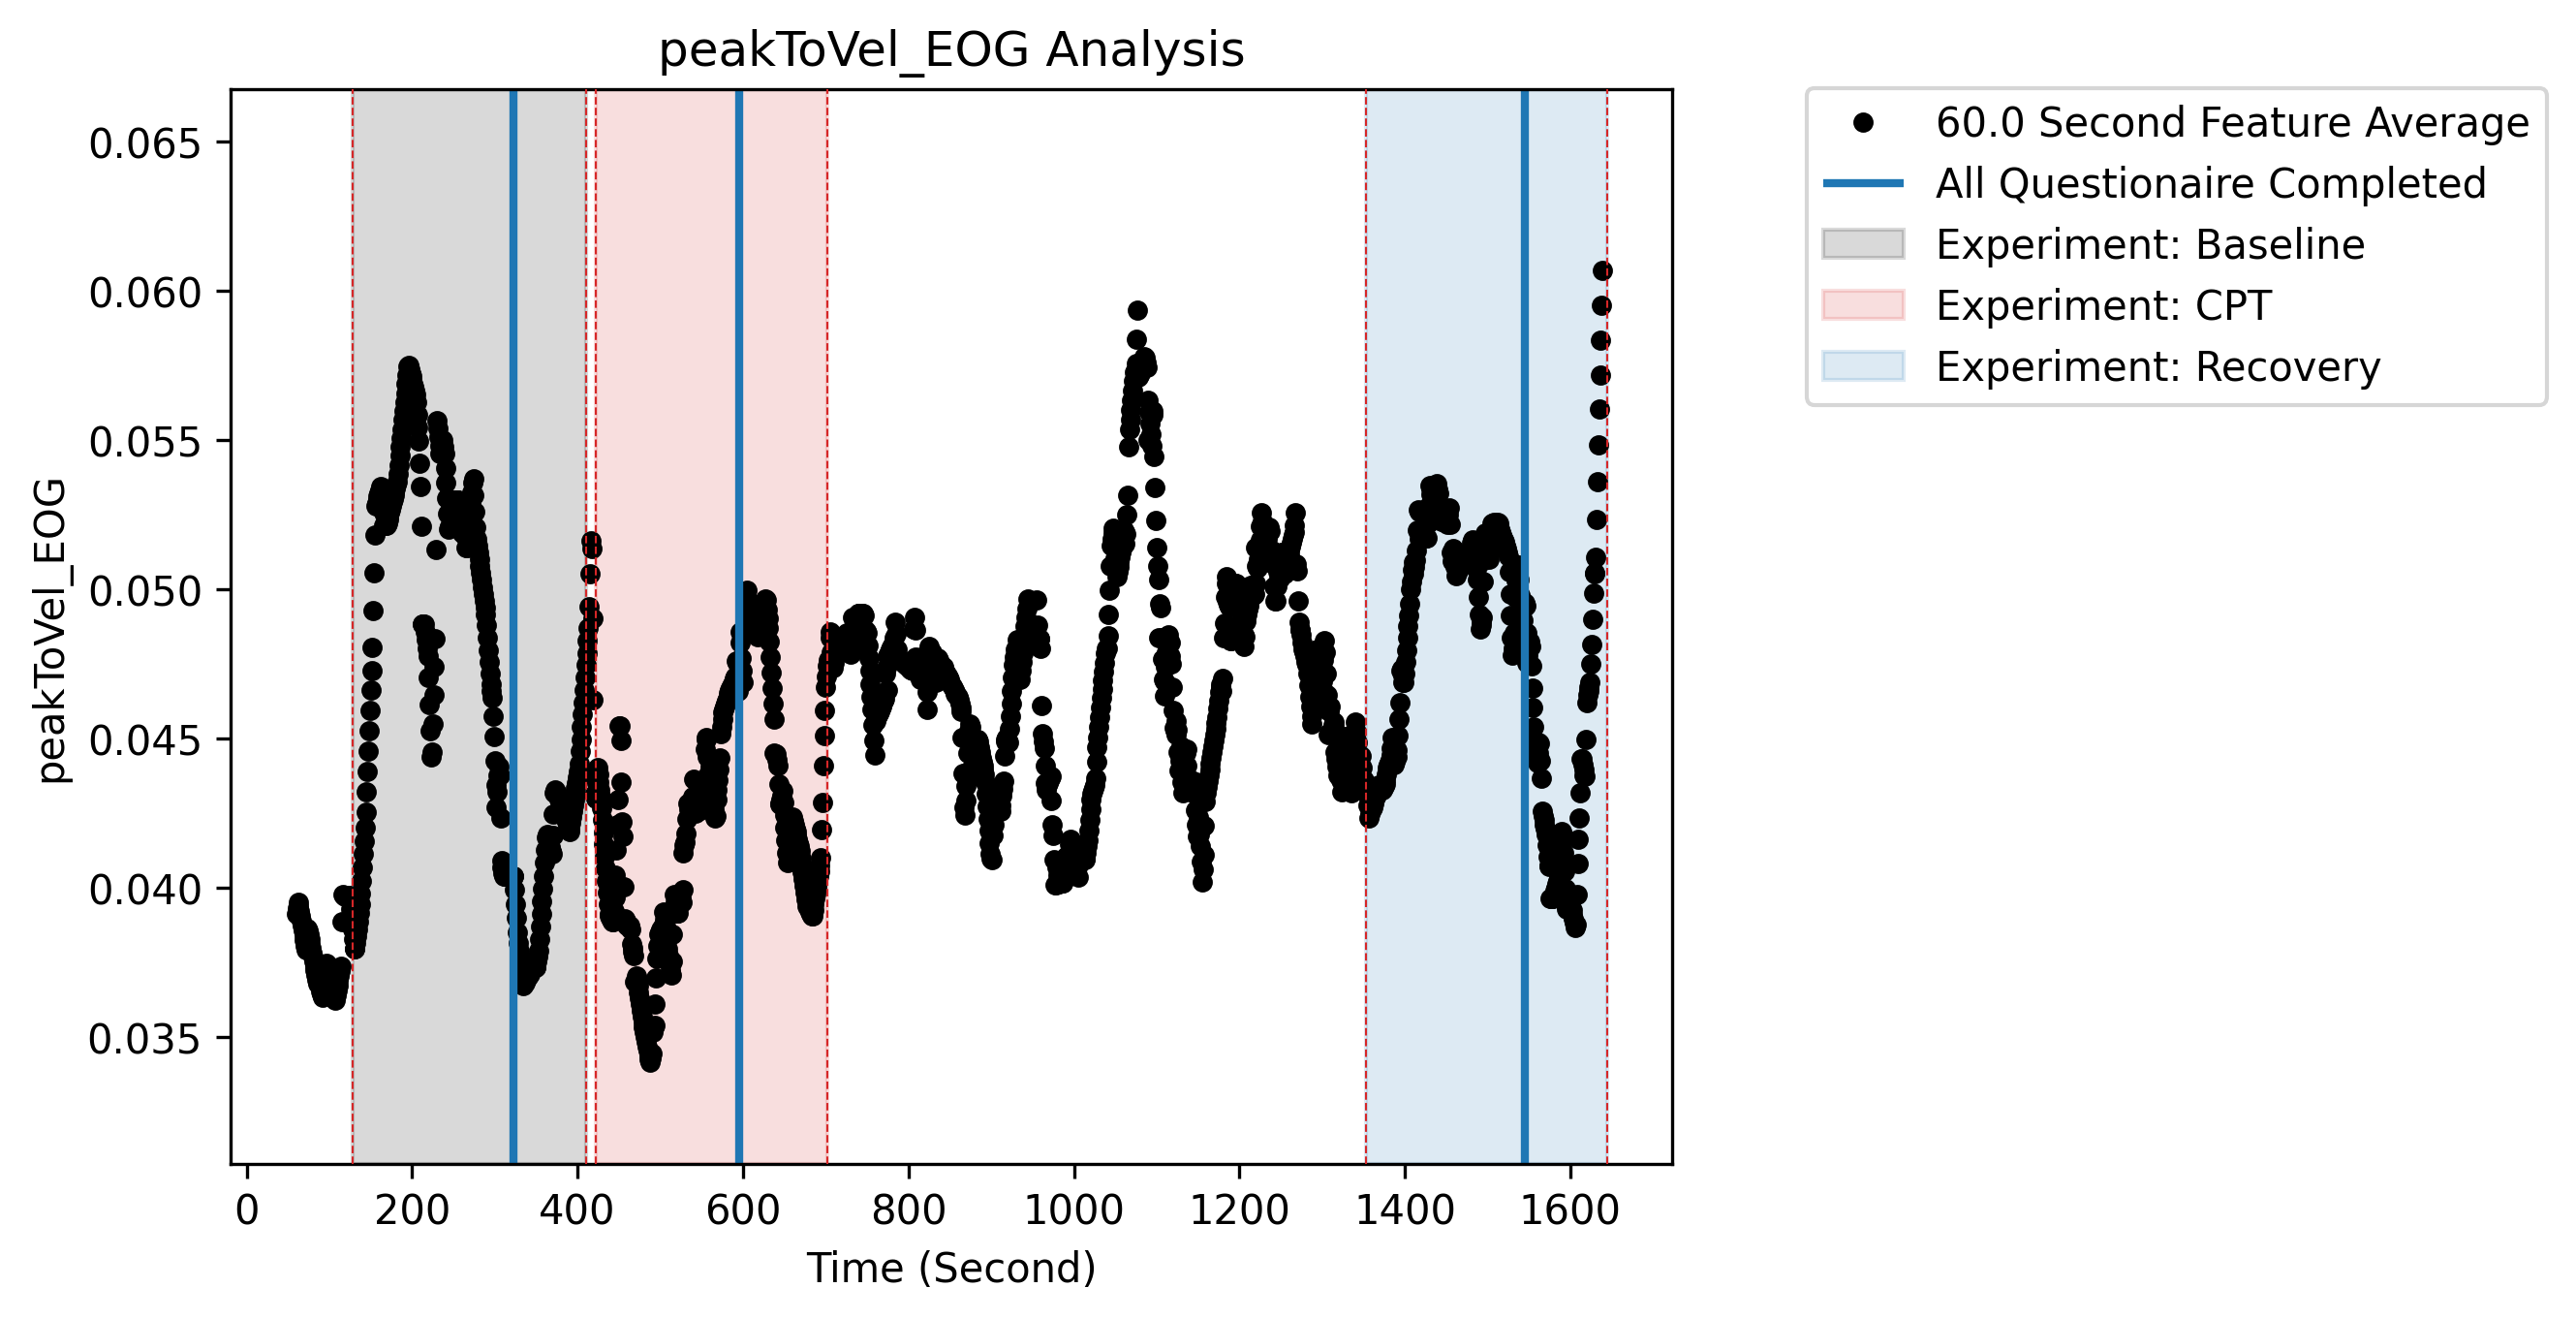 peakToVel_EOG Analysis
0.065
0.060
0.055
0.050
0.045
0.040
0.035
peakToVel_EOG
0 200 400 600 800 1000 1200 1400 1600
Time (Second)
60.0 Second Feature Average
All Questionaire Completed
Experiment: Baseline
Experiment: CPT
Experiment: Recovery